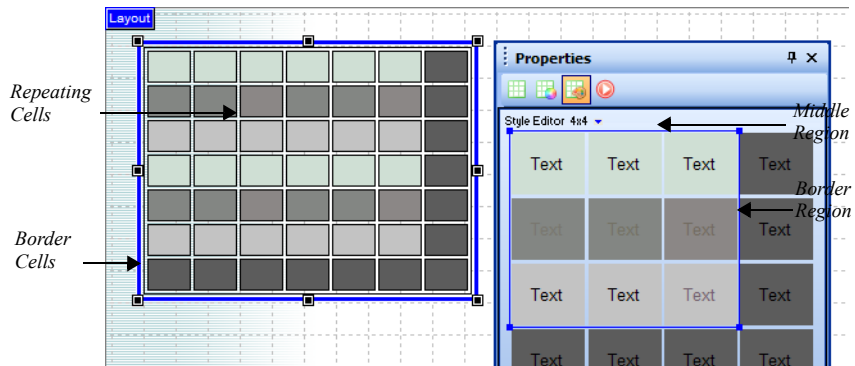 Layout
Repeating
Cells
Border
Cells
Properties
Style Editor 4x4
Middle
Region
Text Text Text Text
Border
Region
Text Text Text Text
Text Text Text Text
Text Text Text Text